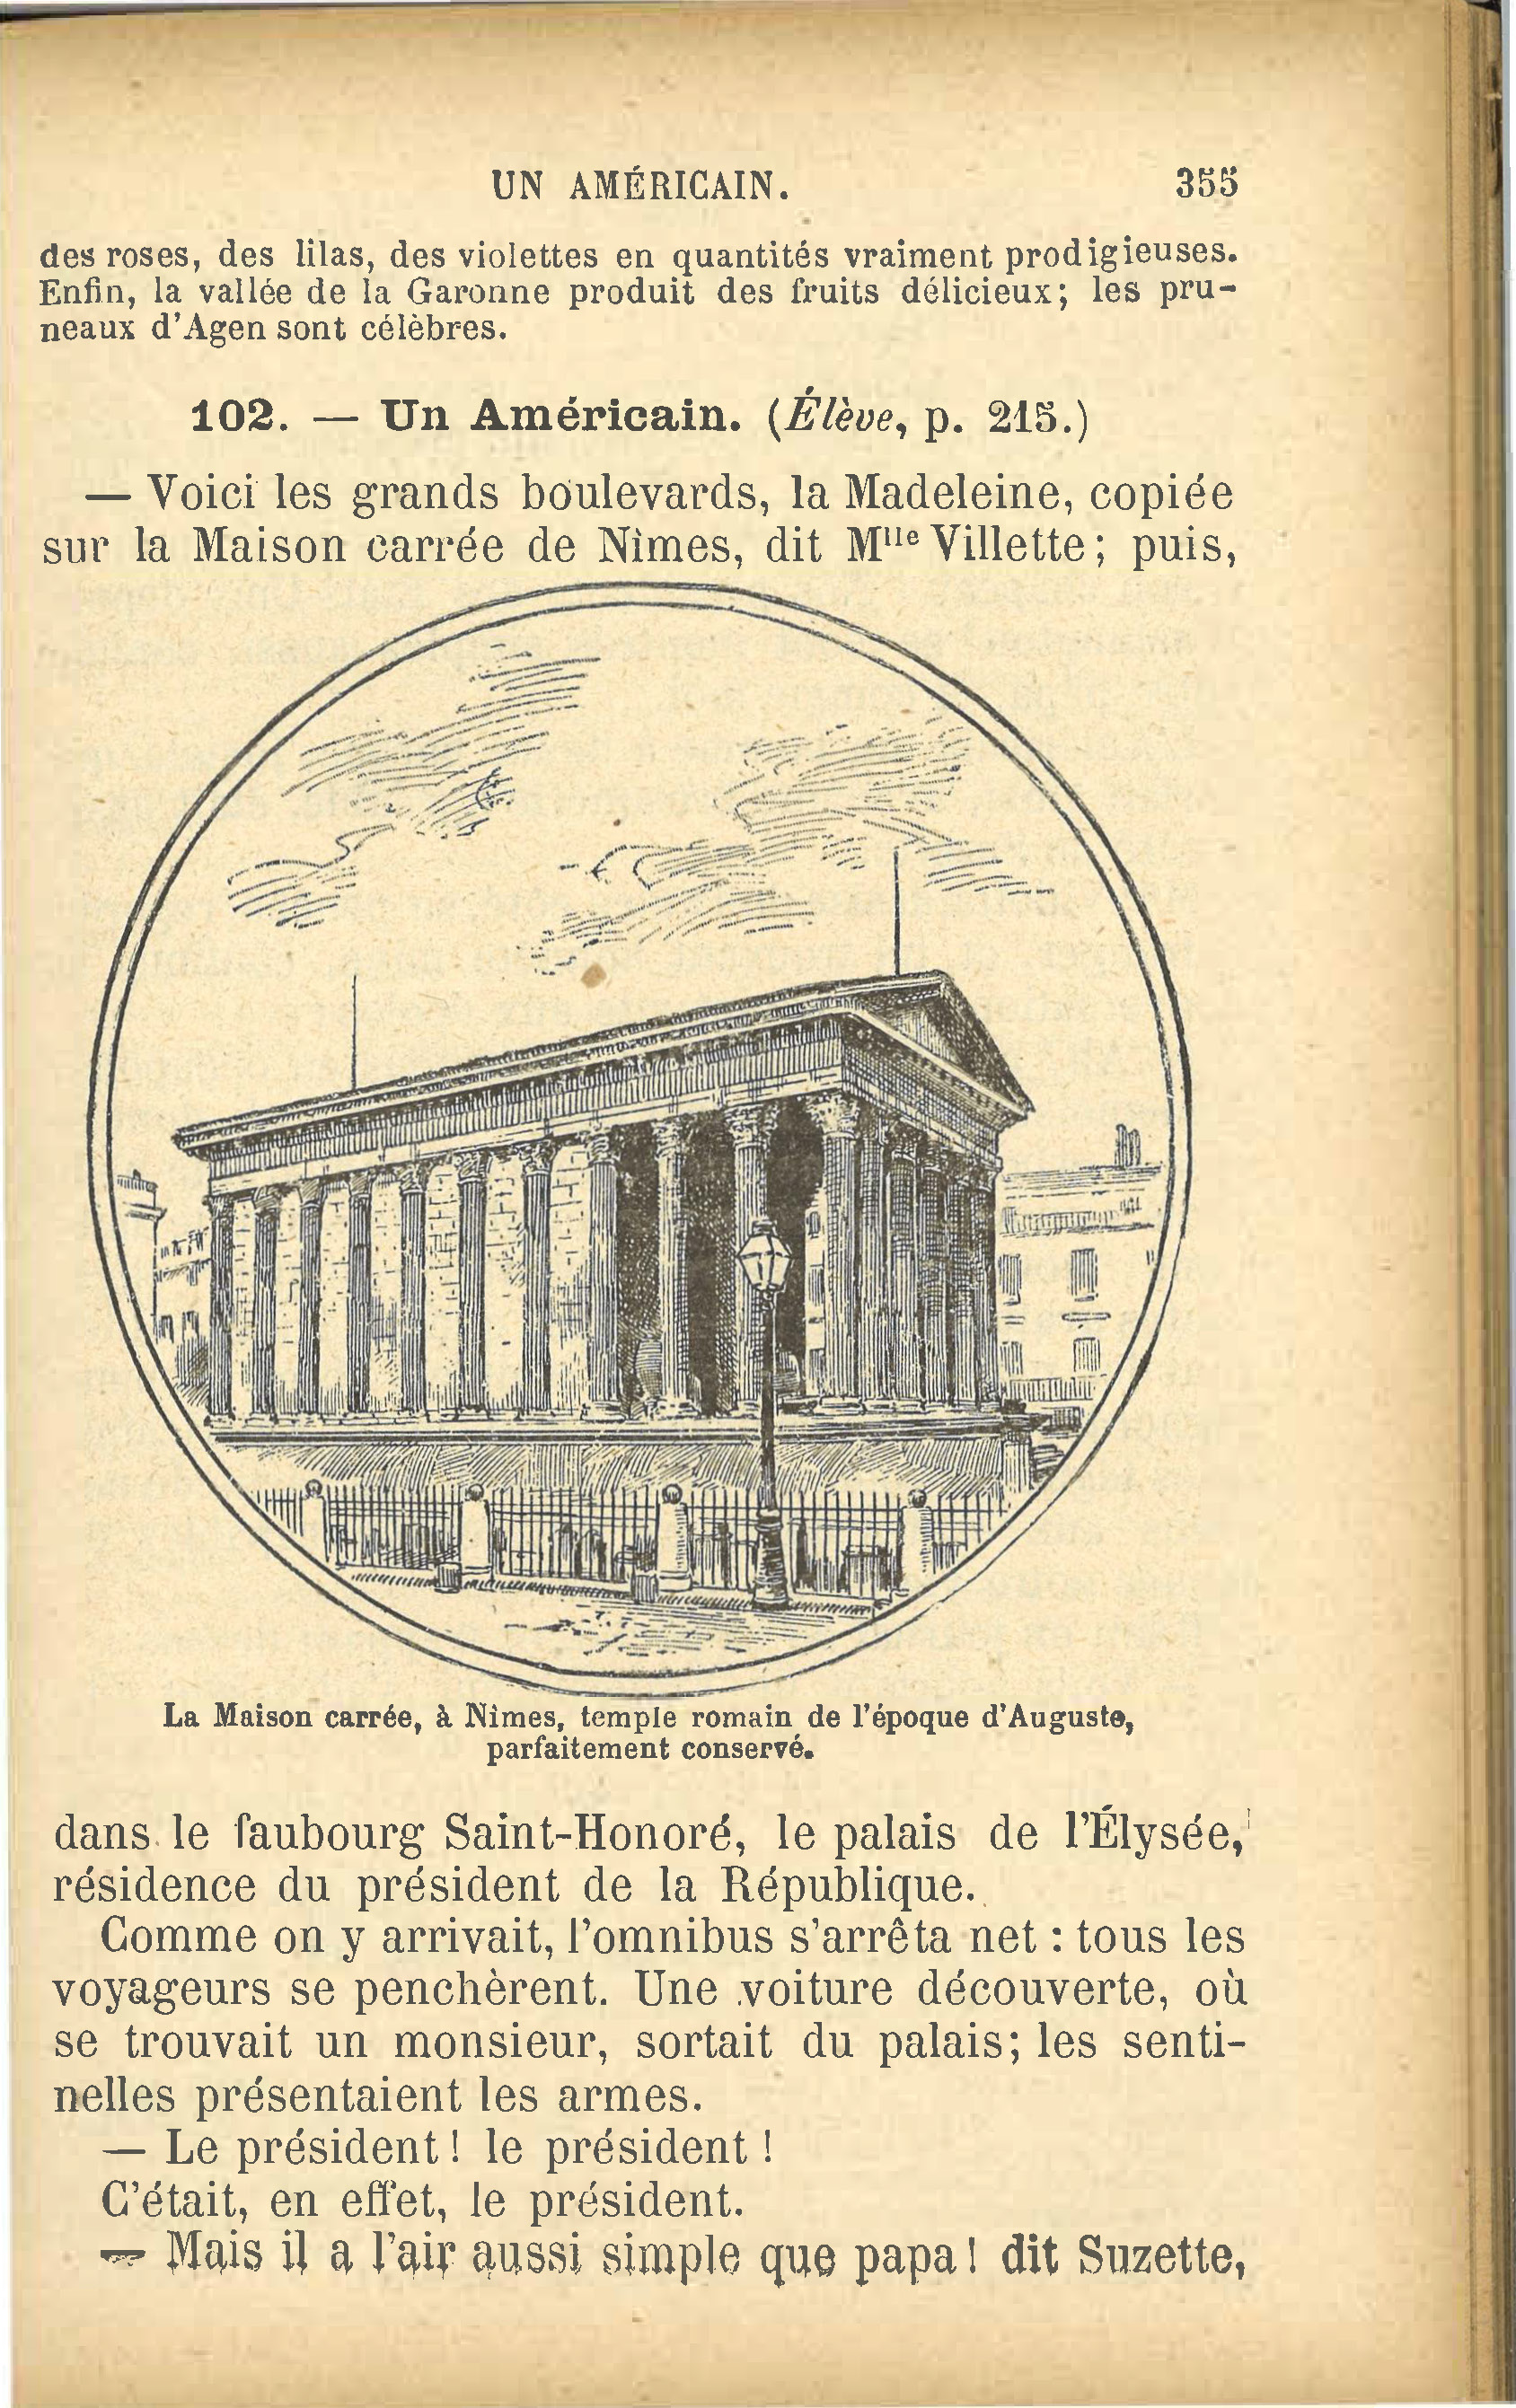 UN AMÉRICAIN. 355
des roses, des lilas, des violettes en quantités vraiment prodigieuses.
Enfin, la vallée de la Garonne produit des fruits délicieux; les pru-
neaux d'Agen sont célèbres.
102. — Un Américain. (Élève, p. 215.)
— Voici les grands boulevards, la Madeleine, copiée
sur la Maison carrée de Nîmes, dit Mlle Villette; puis,
La Maison carrée, à Nîmes, temple romain de l'époque d'Auguste,
parfaitement conservé.
dans le faubourg Saint-Honoré, le palais de l'Élysée,
résidence du président de la République.
Comme on y arrivait, l'omnibus s'arrêta net : tous les
voyageurs se penchèrent. Une voiture découverte, où
se trouvait un monsieur, sortait du palais; les senti-
nelles présentaient les armes.
— Le président! le président!
C'était, en effet, le président.
— Mais il a l'air aussi simple que papa! dit Suzette,